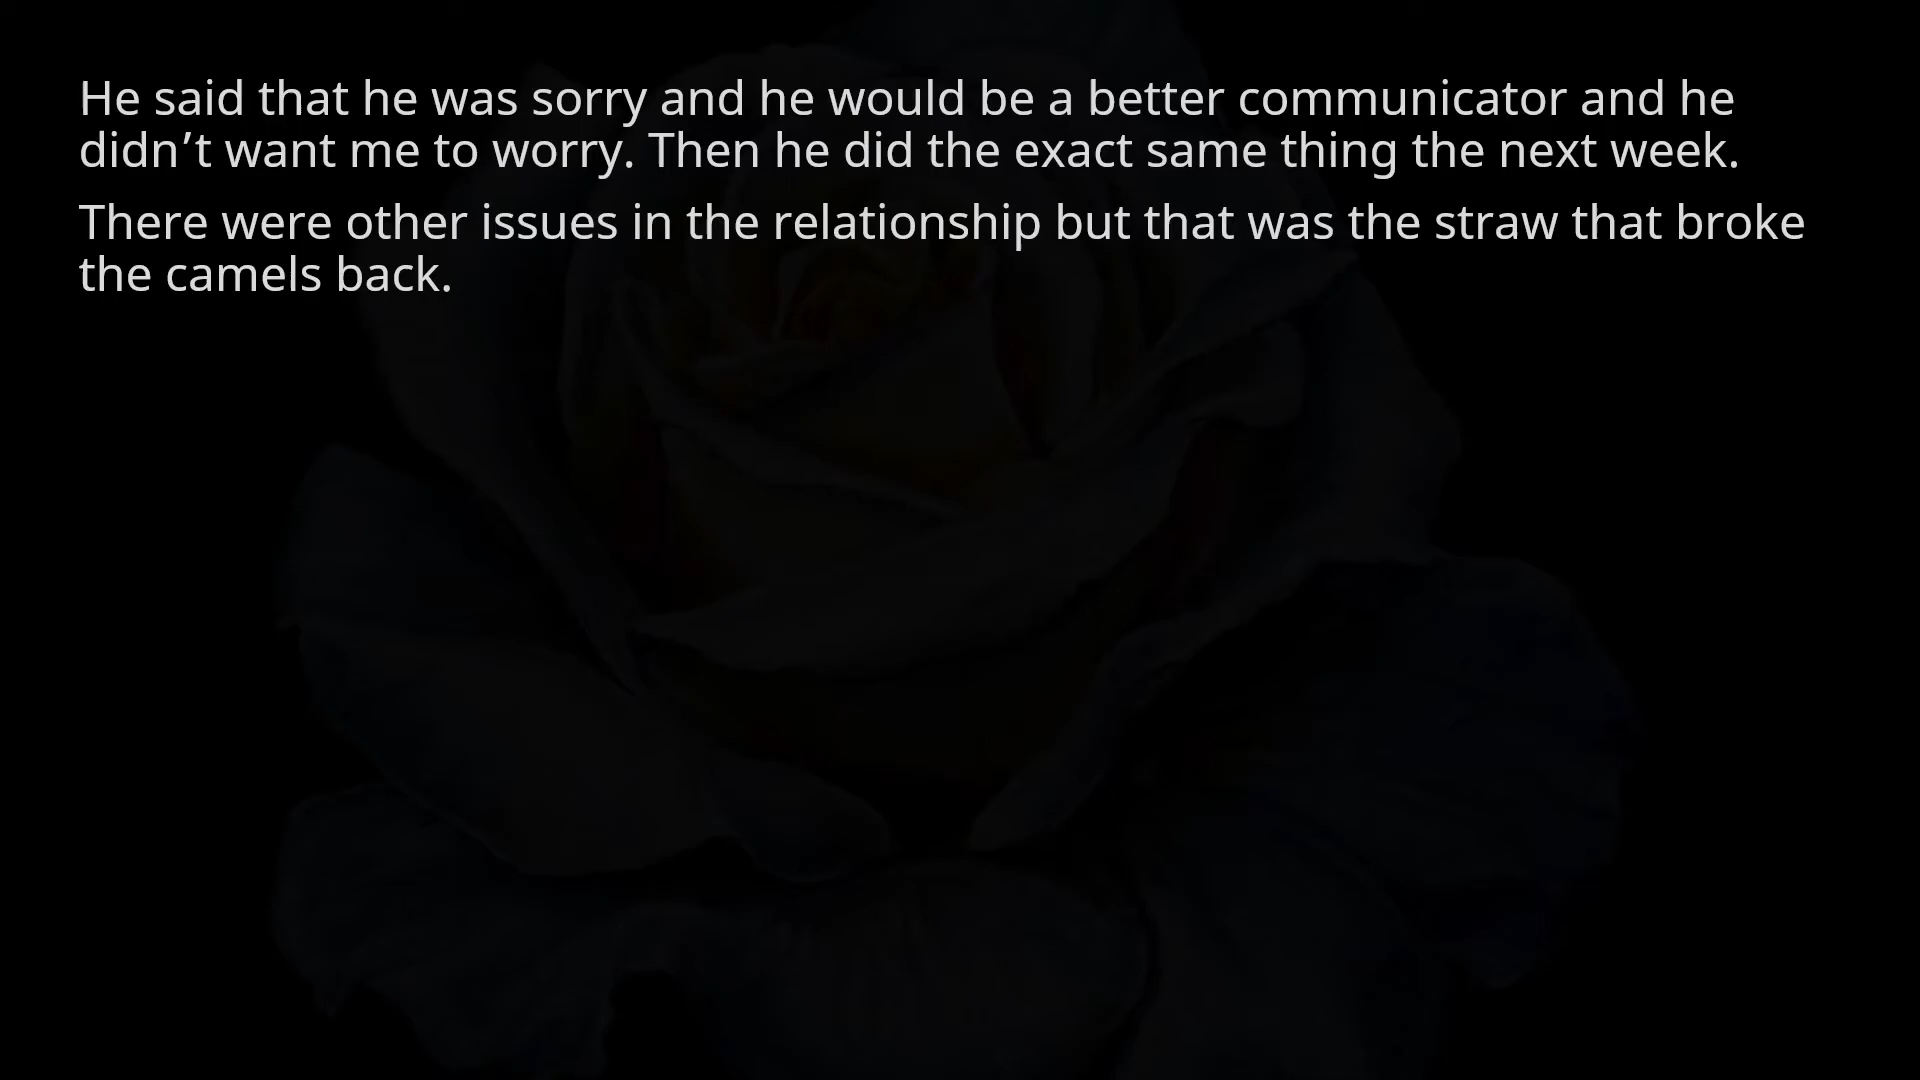 He said that he was sorry and he would be a better communicator and he
didn’t want me to worry. Then he did the exact same thing the next week.
There were other issues in the relationship but that was the straw that broke
the camels back.